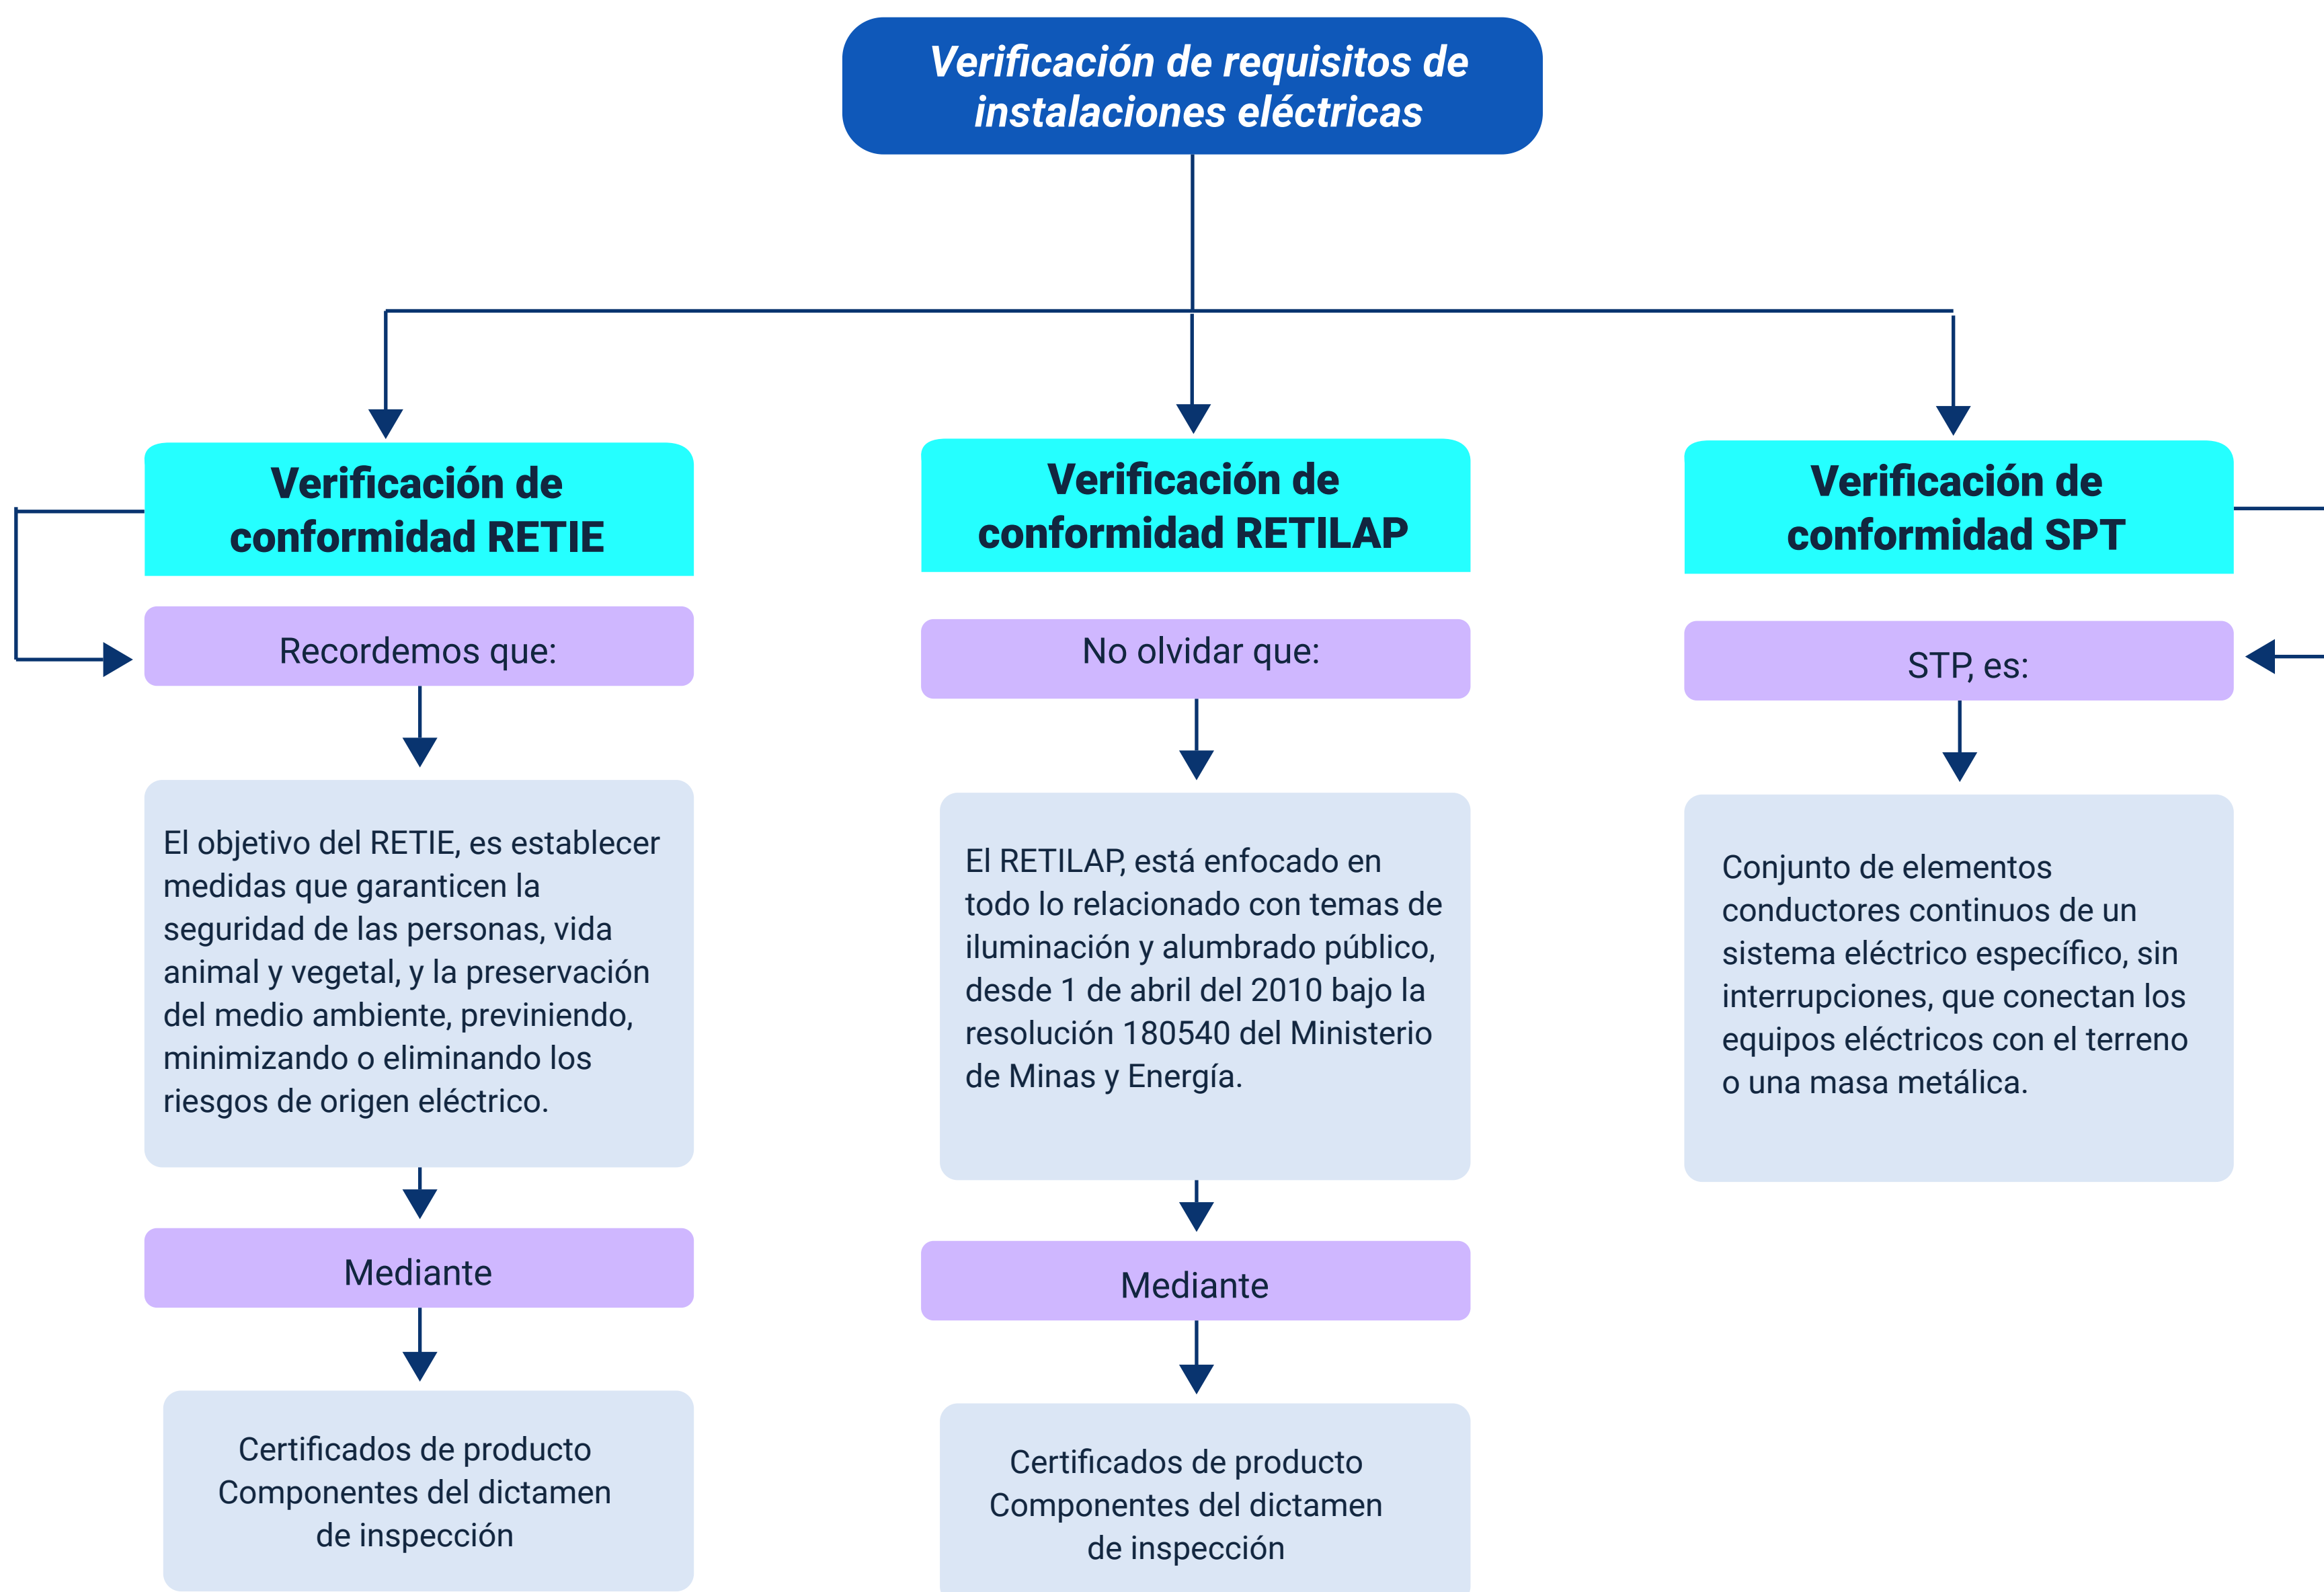 Verificación de requisitos de
instalaciones eléctricas
Verificación de
conformidad RETIE
Recordemos que:
El objetivo del RETIE, es establecer
medidas que garanticen la
seguridad de las personas, vida
animal y vegetal, y la preservación
del medio ambiente, previniendo,
minimizando o eliminando los
riesgos de origen eléctrico.
Mediante
Certificados de producto
Componentes del dictamen
de inspección
Verificación de
conformidad RETILAP
No olvidar que:
El RETILAP, está enfocado en
todo lo relacionado con temas de
iluminación y alumbrado público,
desde 1 de abril del 2010 bajo la
resolución 180540 del Ministerio
de Minas y Energía.
Mediante
Certificados de producto
Componentes del dictamen
de inspección
Verificación de
conformidad SPT
STP, es:
Conjunto de elementos
conductores continuos de un
sistema eléctrico específico, sin
interrupciones, que conectan los
equipos eléctricos con el terreno
o una masa metálica.